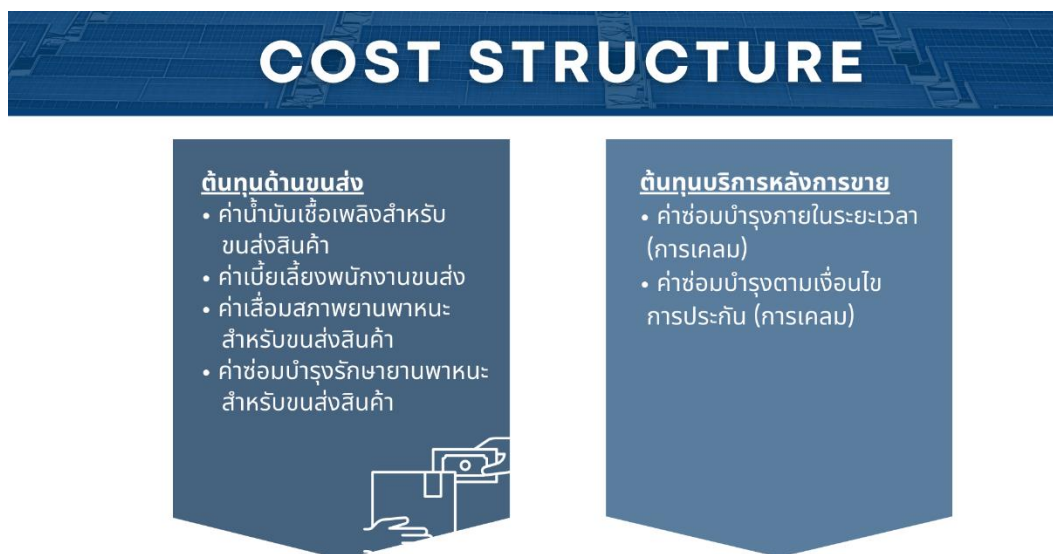 COST STRUCTURE
ต้นทุนด้านขนส่ง
• ค่าน้ำมันเชื้อเพลิงสำหรับ
ขนส่งสินค้า
• ค่าเบี้ยเลี้ยงพนักงานขนส่ง
• ค่าเสื่อมสภาพยานพาหนะ
สำหรับขนส่งสินค้า
• ค่าซ่อมบำรุงรักษายานพาหนะ
สำหรับขนส่งสินค้า
ต้นทุนบริการหลังการขาย
• ค่าซ่อมบำรุงภายในระยะเวลา
(การเคลม)
• ค่าซ่อมบำรุงตามเงื่อนไข
การประกัน (การเคลม)